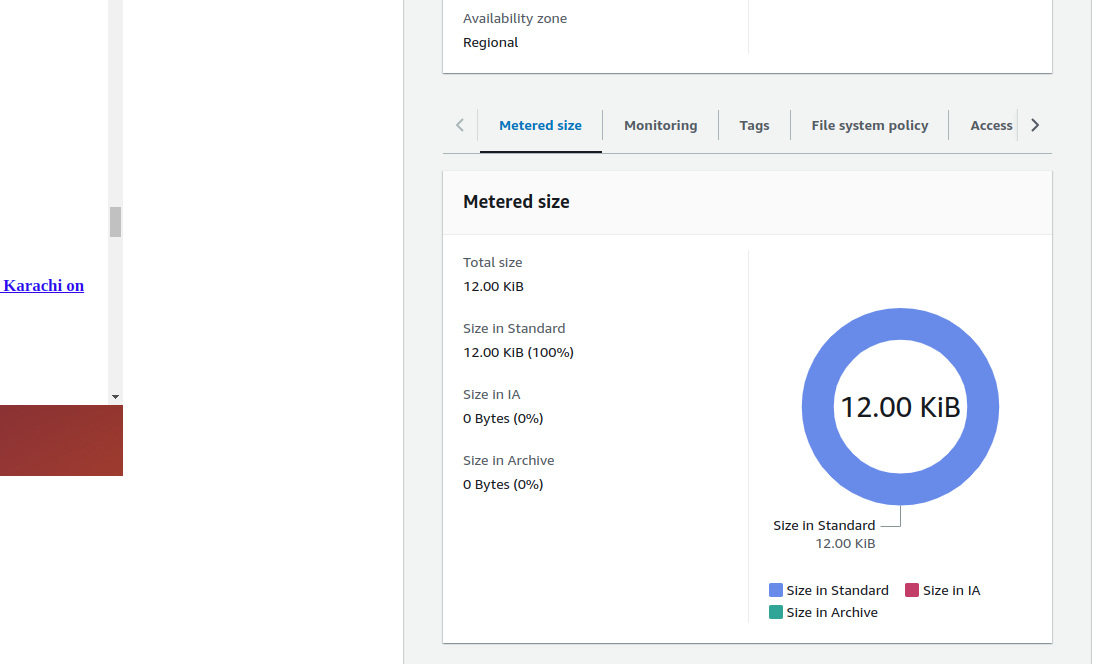 Karachi on
Availability zone
Regional
Metered size
Monitoring
Tags
File system policy
Access
Metered size
Total size
12.00 KiB
Size in Standard
12.00 KiB (100%)
Size in IA
0 Bytes (0%)
Size in Archive
0 Bytes (0%)
12.00 KiB
Size in Standard
12.00 KiB
Size in Standard
Size in IA
Size in Archive